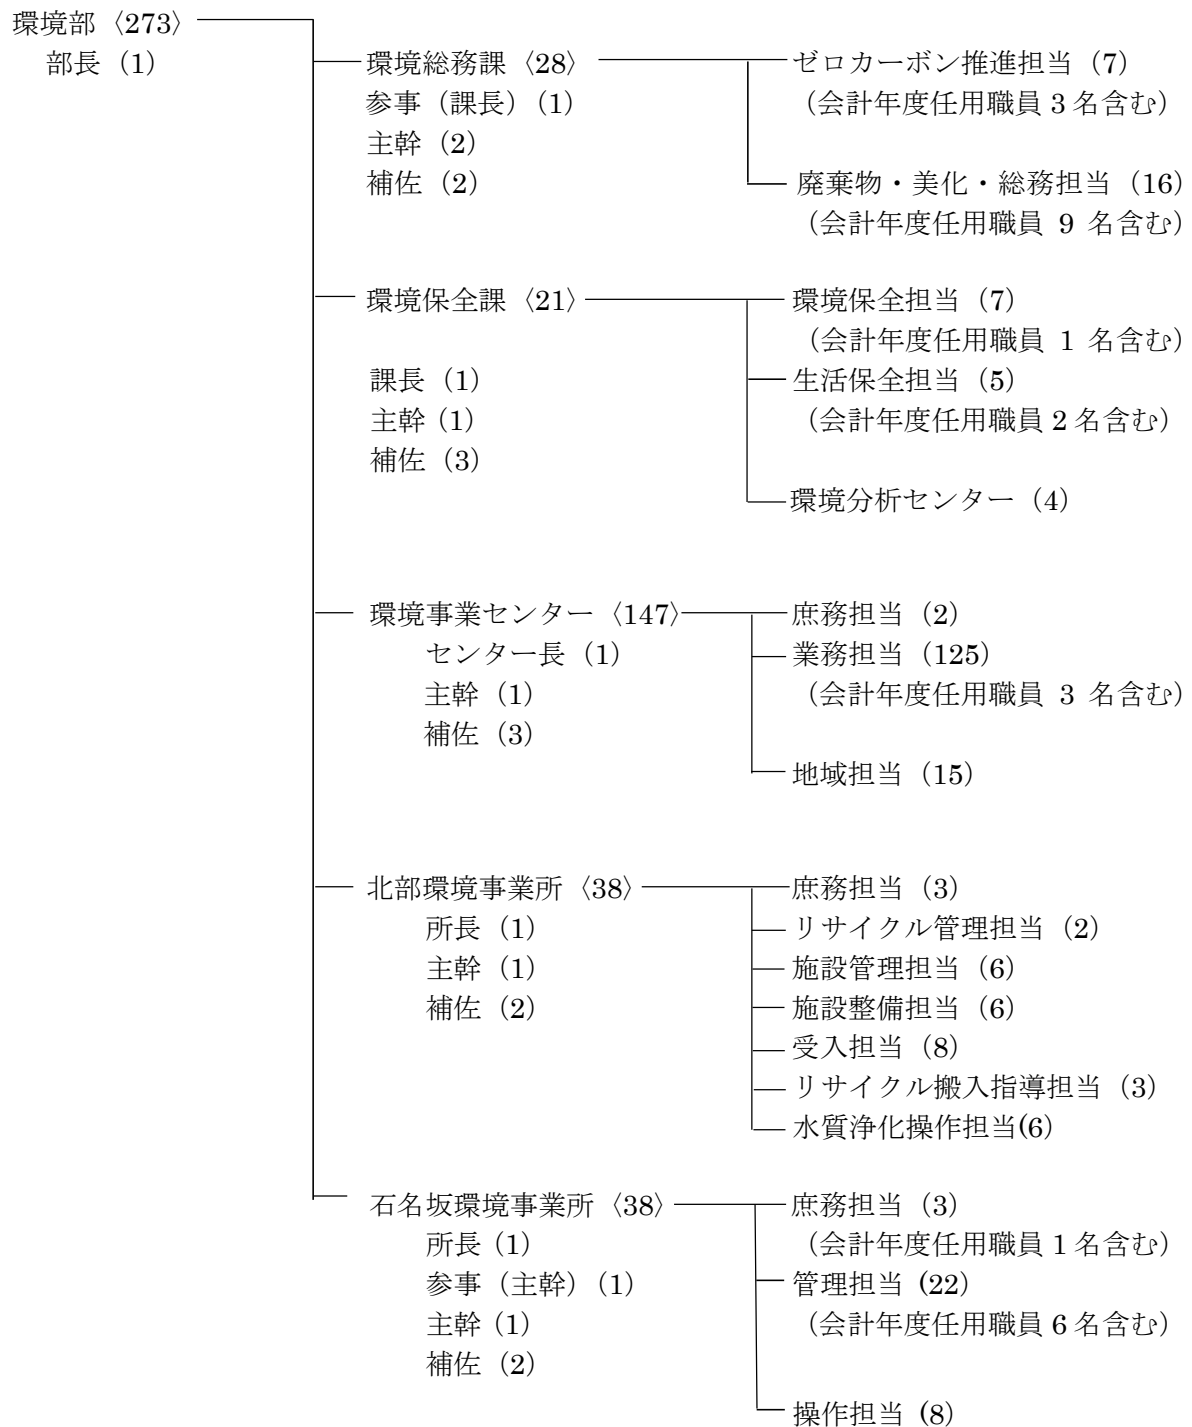 環境部〈273〉
部長(1)
環境総務課〈28〉
参事(課長)(1)
主幹(2)
補佐(2)
ゼロカーボン推進担当(7)
(会計年度任用職員3名含む)
廃棄物・美化・総務担当(16)
(会計年度任用職員 9 名含む)
環境保全課〈21〉
課長(1)
主幹(1)
補佐(3)
環境保全担当(7)
(会計年度任用職員 1 名含む)
生活保全担当(5)
(会計年度任用職員2名含む)
環境分析センター(4)
環境事業センター〈147〉
センター長(1)
主幹(1)
補佐(3)
庶務担当(2)
業務担当(125)
(会計年度任用職員 3 名含む)
地域担当(15)
北部環境事業所〈38〉
所長(1)
主幹(1)
補佐(2)
庶務担当(3)
リサイクル管理担当(2)
施設管理担当(6)
施設整備担当(6)
受入担当(8)
リサイクル搬入指導担当(3)
水質浄化操作担当(6)
石名坂環境事業所〈38〉
所長(1)
参事(主幹)(1)
主幹(1)
補佐(2)
庶務担当(3)
(会計年度任用職員1名含む)
管理担当(22)
(会計年度任用職員6名含む)
操作担当(8)